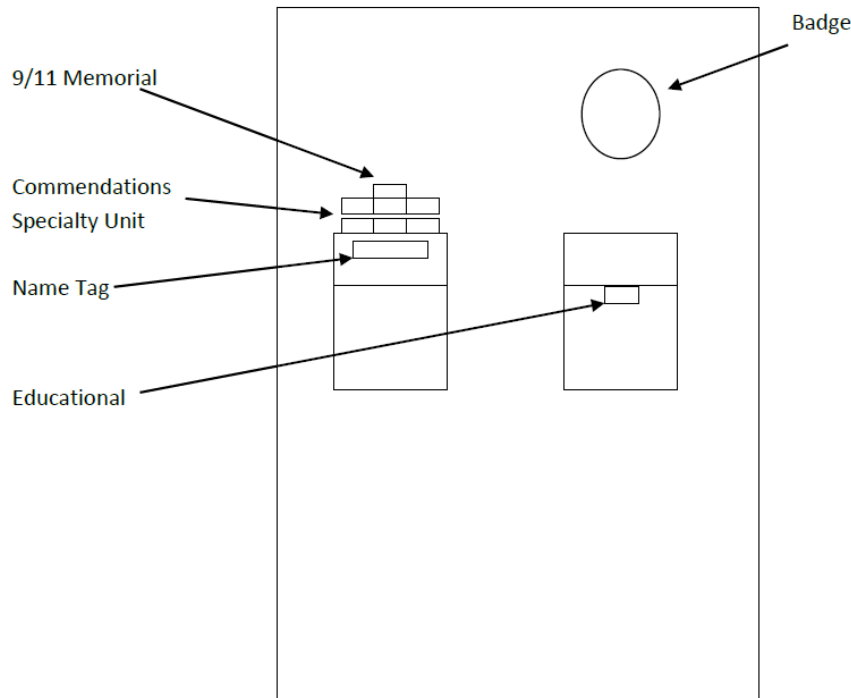 Badge
9/11 Memorial
Commendations
Specialty Unit
Name Tag
Educational